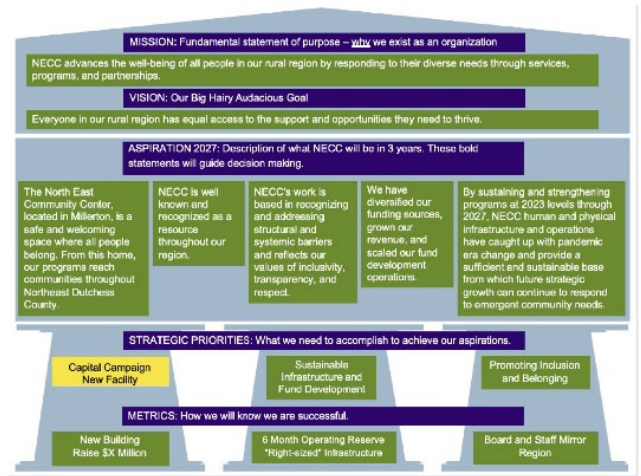 MISSION: Fundamental statement of purpose – why we exist as an organization
NECC advances the well-being of all people in our rural region by responding to their diverse needs through services,
programs, and partnerships.
VISION: Our Big Hairy Audacious Goal
Everyone in our rural region has equal access to the support and opportunities they need to thrive.
ASPIRATION 2027: Description of what NECC will be in 3 years. These bold
statements will guide decision making.
The North East
Community Center,
located in Millerton, is a
safe and welcoming
space where all people
belong. From this home,
our programs reach
communities throughout
Northeast Dutchess
County.
NECC is well
known and
recognized as a
resource
throughout our
region.
NECC's work is
based in recognizing
and addressing
structural and
systemic barriers
and reflects our
values of inclusivity,
transparency, and
respect.
We have
diversified our
funding sources,
grown our
revenue, and
scaled our fund
development
operations.
By sustaining and strengthening
programs at 2023 levels through
2027, NECC human and physical
infrastructure and operations
have caught up with pandemic
era change and provide a
sufficient and sustainable base
from which future strategic
growth can continue to respond
to emergent community needs.
STRATEGIC PRIORITIES: What we need to accomplish to achieve our aspirations.
Capital Campaign
New Facility
Sustainable
Infrastructure and
Fund Development
Promoting Inclusion
and Belonging
METRICS: How we will know we are successful.
New Building
Raise $X Million
6 Month Operating Reserve
"Right-sized" Infrastructure
Board and Staff Mirror
Region